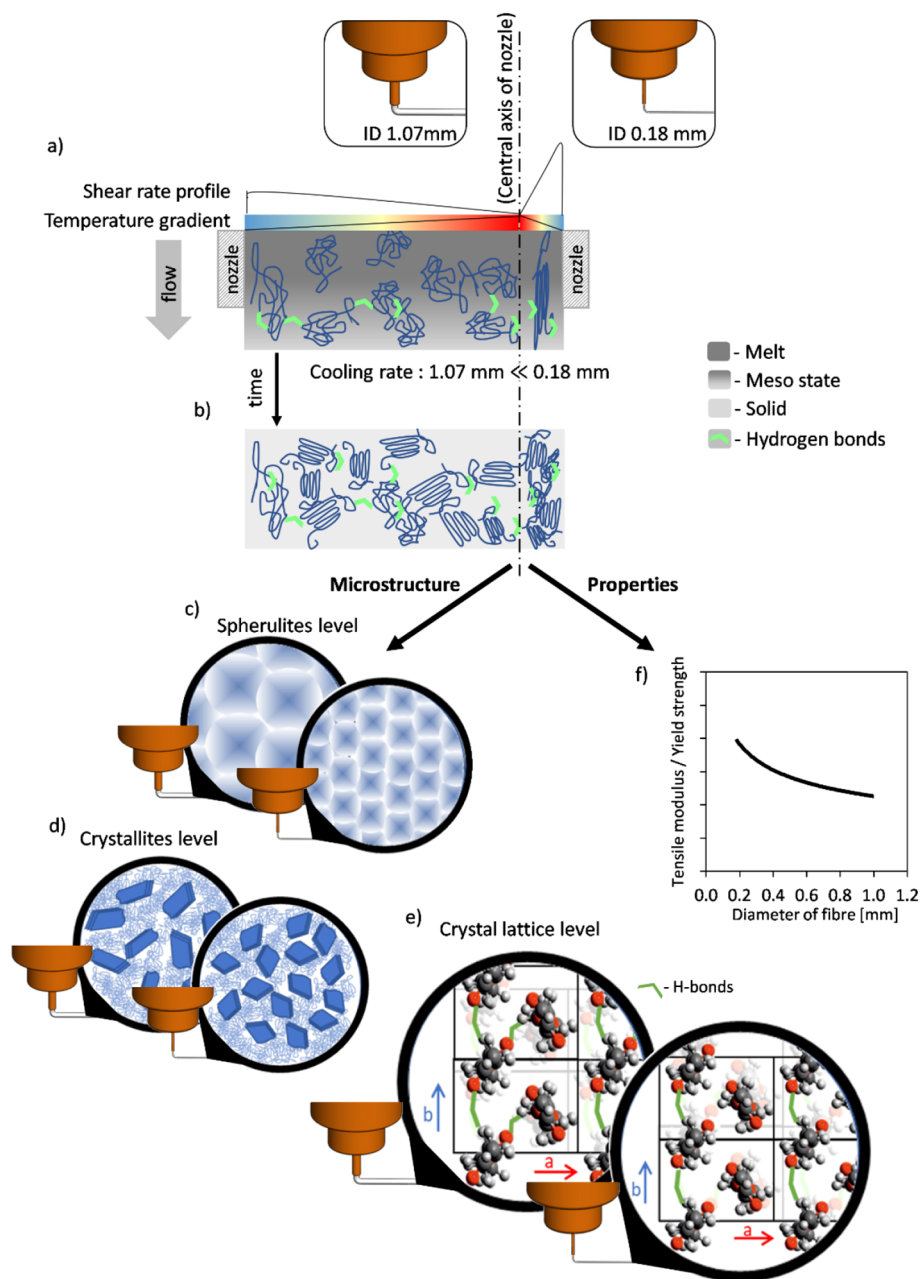 ID 1.07mm
(Central axis of nozzle)
ID 0.18 mm
a)
Shear rate profile
Temperature gradient
nozzle
nozzle
flow
time
Cooling rate : 1.07 mm ≪ 0.18 mm
- Melt
- Meso state
- Solid
- Hydrogen bonds
b)
Microstructure
Properties
c)
Spherulites level
f)
Tensile modulus / Yield strength
0.0 0.2 0.4 0.6 0.8 1.0 1.2
Diameter of fibre [mm]
d)
Crystallites level
e)
Crystal lattice level
- H-bonds
b
a
b
a